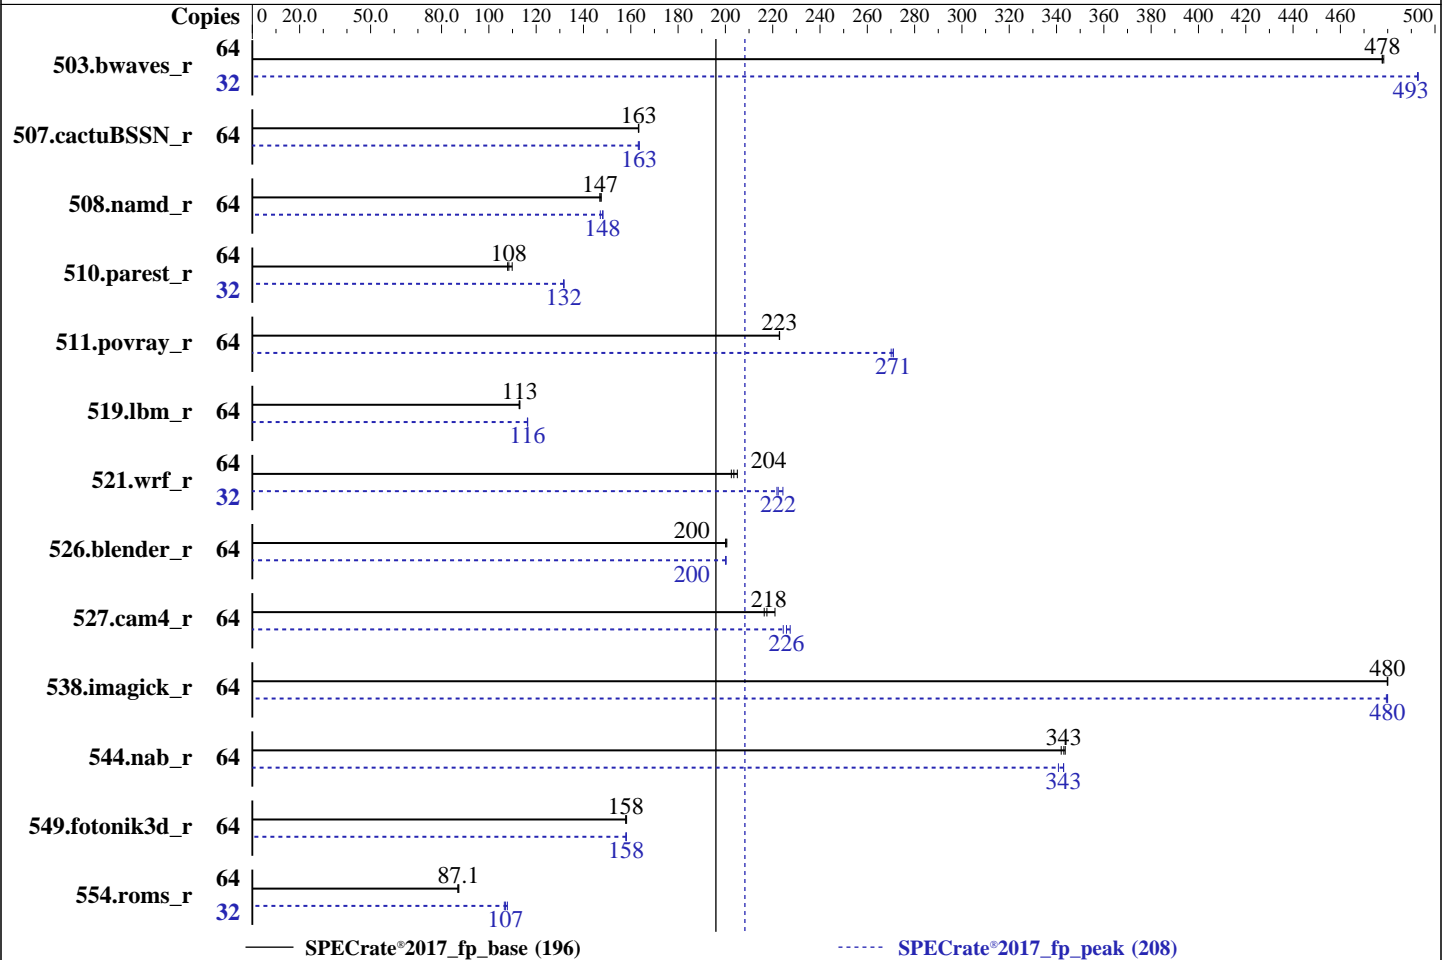 Copies 0 20.0 50.0 80.0 100 120 140 160 180 200 220 240 260 280 300 320 340 360 380 400 420 440 460 500
503.bwaves_r 64 478
32 493
507.cactuBSSN_r 64 163
163
508.namd_r 64 147
148
510.parest_r 64 108
32 132
511.povray_r 64 223
271
519.lbm_r 64 113
116
521.wrf_r 64 204
32 222
526.blender_r 64 200
200
527.cam4_r 64 218
226
538.imagick_r 64 480
480
544.nab_r 64 343
343
549.fotonik3d_r 64 158
158
554.roms_r 64 87.1
32 107
SPECrate®2017_fp_base (196) SPECrate®2017_fp_peak (208)